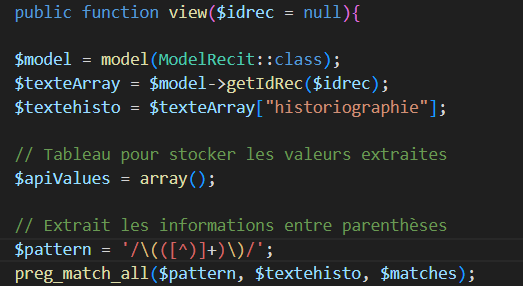 public function view($idrec = null){
$model = model(ModelRecit::class);
$texteArray = $model->getIdRec($idrec);
$textehisto = $texteArray["historiographie"];
// Tableau pour stocker les valeurs extraites
$apiValues = array();
// Extrait les informations entre parenthèses
$pattern = '/\(([^)]+)\)/';
preg_match_all($pattern, $textehisto, $matches);